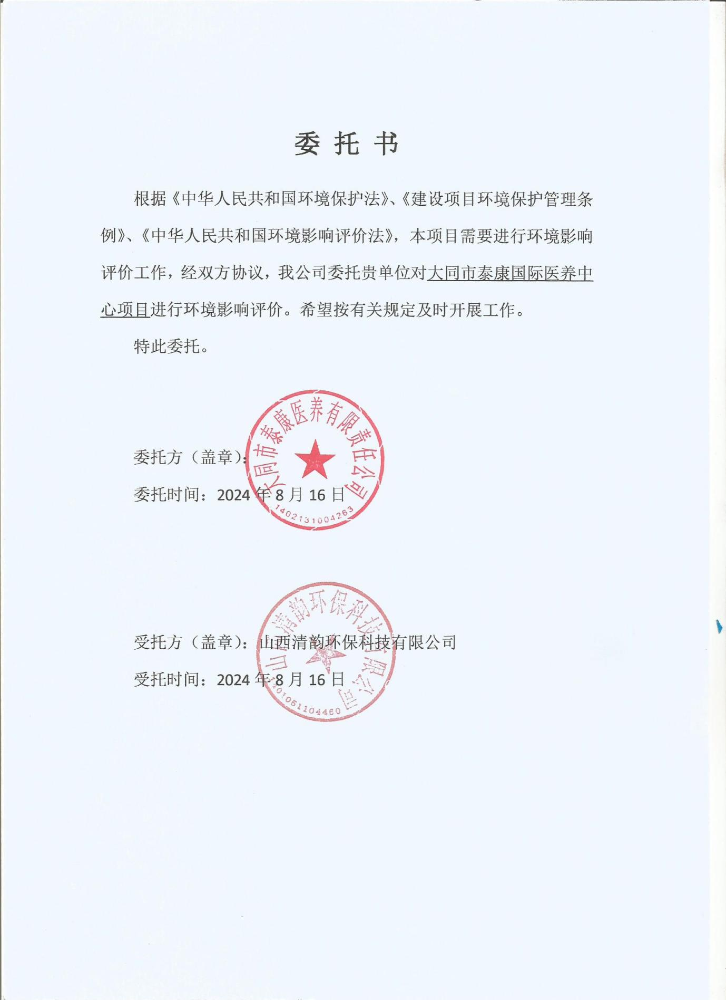 委托书
根据《中华人民共和国环境保护法》、《建设项目环境保护管理条
例》、《中华人民共和国环境影响评价法》，本项目需要进行环境影响
评价工作，经双方协议，我公司委托贵单位对大同市泰康国际医养中
心项目进行环境影响评价。希望按有关规定及时开展工作。
特此委托。
大同市泰康医养有限责任公司
委托方（盖章）：
委托时间：2024 年 8 月 16 日
1402131004263
山西清韵环保科技有限公司
受托方（盖章）：山西清韵环保科技有限公司
受托时间：2024 年 8 月 16 日